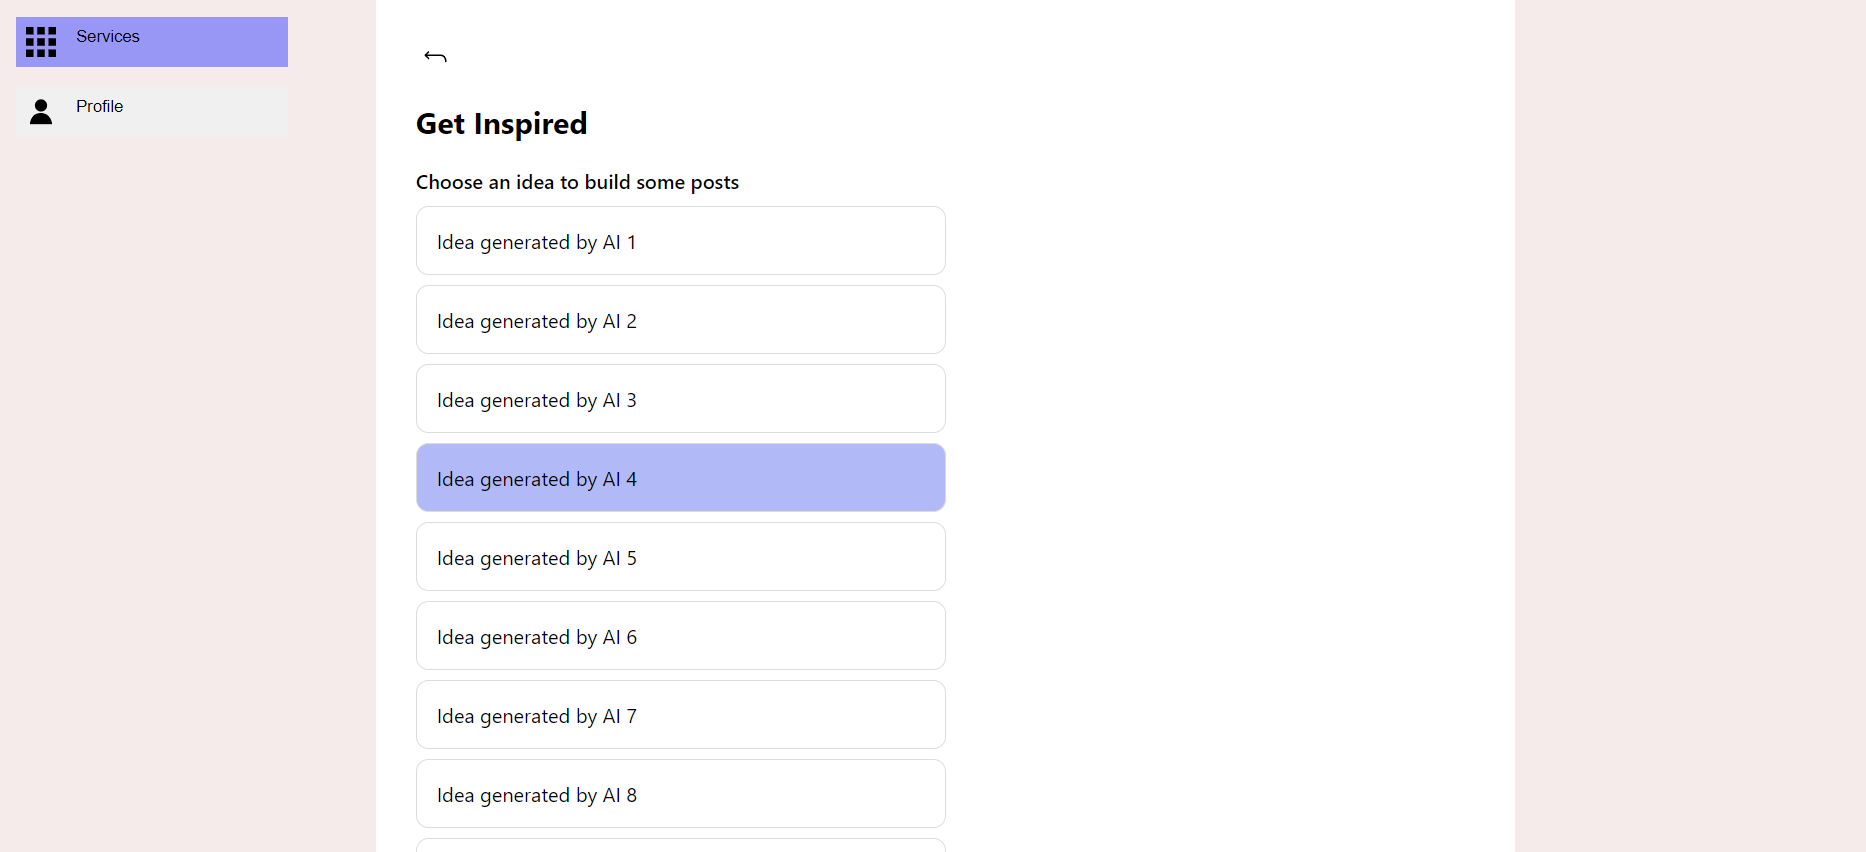 Services
Profile
Get Inspired
Choose an idea to build some posts
Idea generated by AI 1
Idea generated by AI 2
Idea generated by AI 3
Idea generated by AI 4
Idea generated by AI 5
Idea generated by AI 6
Idea generated by AI 7
Idea generated by AI 8